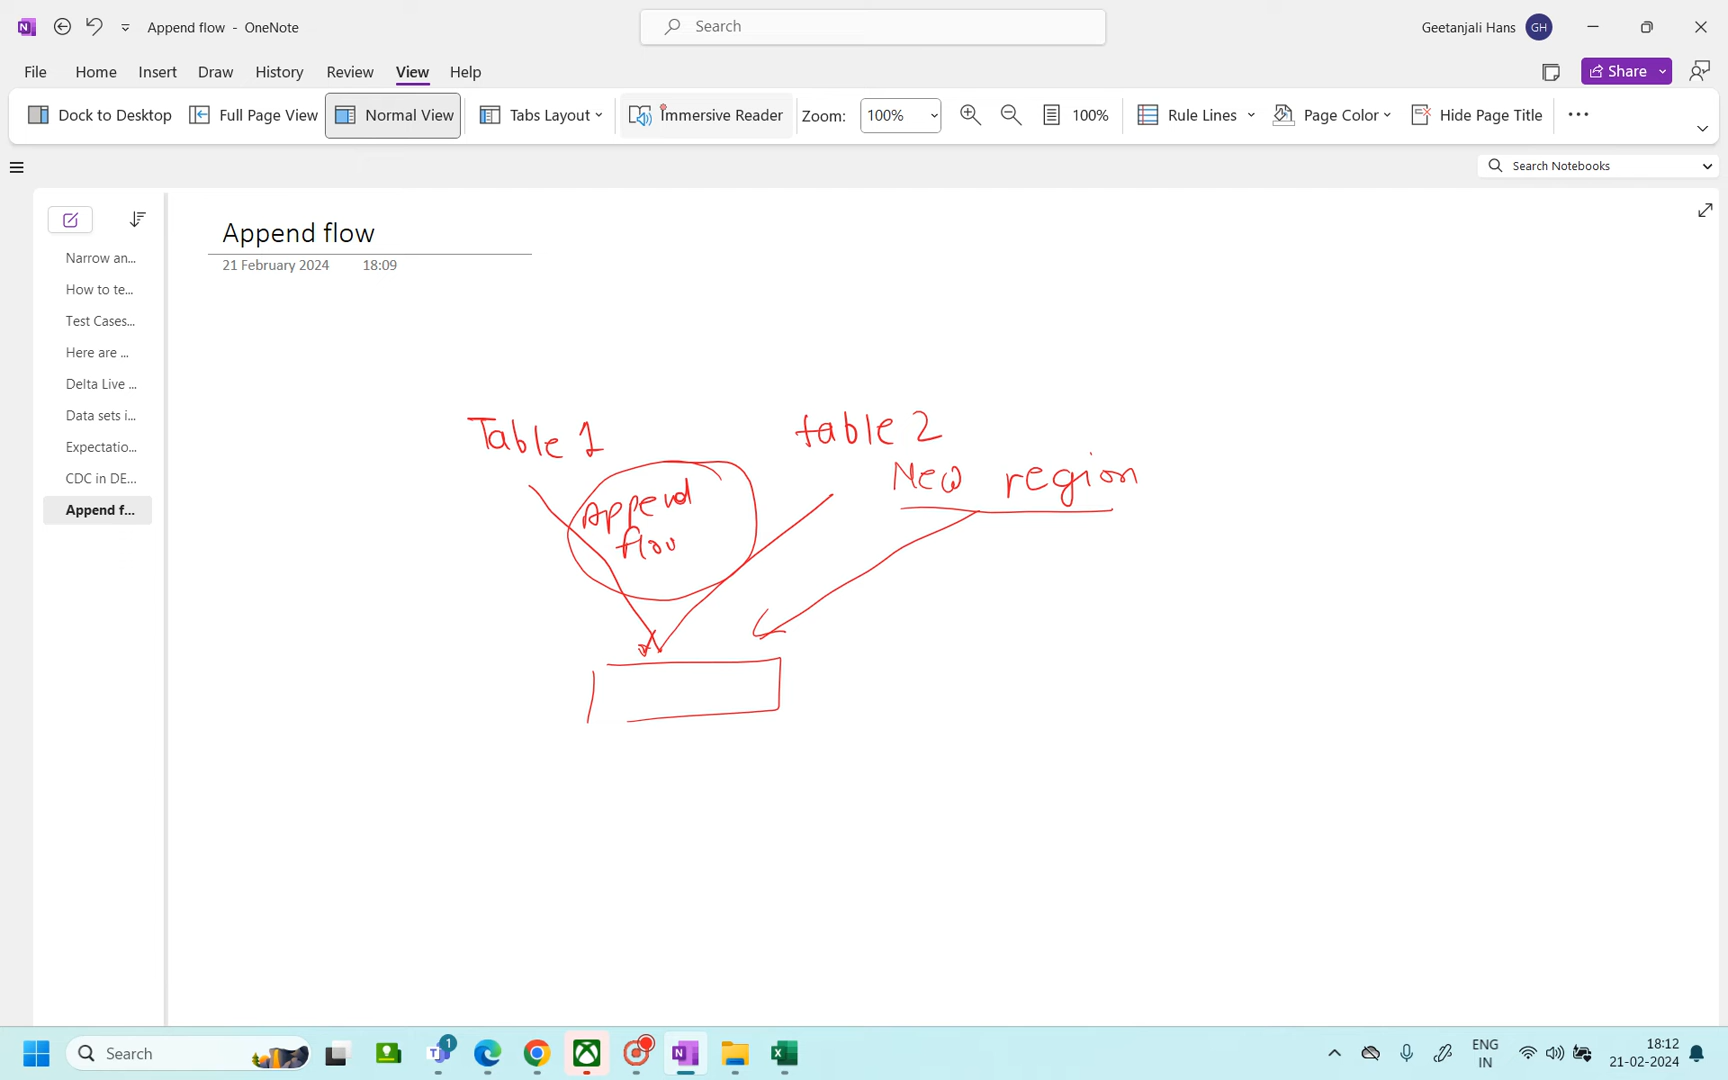 Append flow - OneNote
Search
Geetanjali Hans GH
File Home Insert Draw History Review View Help
Share
Dock to Desktop Full Page View Normal View Tabs Layout Immersive Reader Zoom: 100% 100% Rule Lines Page Color Hide Page Title
Search Notebooks
Append flow
21 February 2024 18:09
Narrow an...
How to te...
Test Cases...
Here are ...
Delta Live ...
Data sets i...
Expectatio...
CDC in DE...
Append f...
Table 1
table 2
New region
Append
flow
Search
1
ENG
IN
18:12
21-02-2024